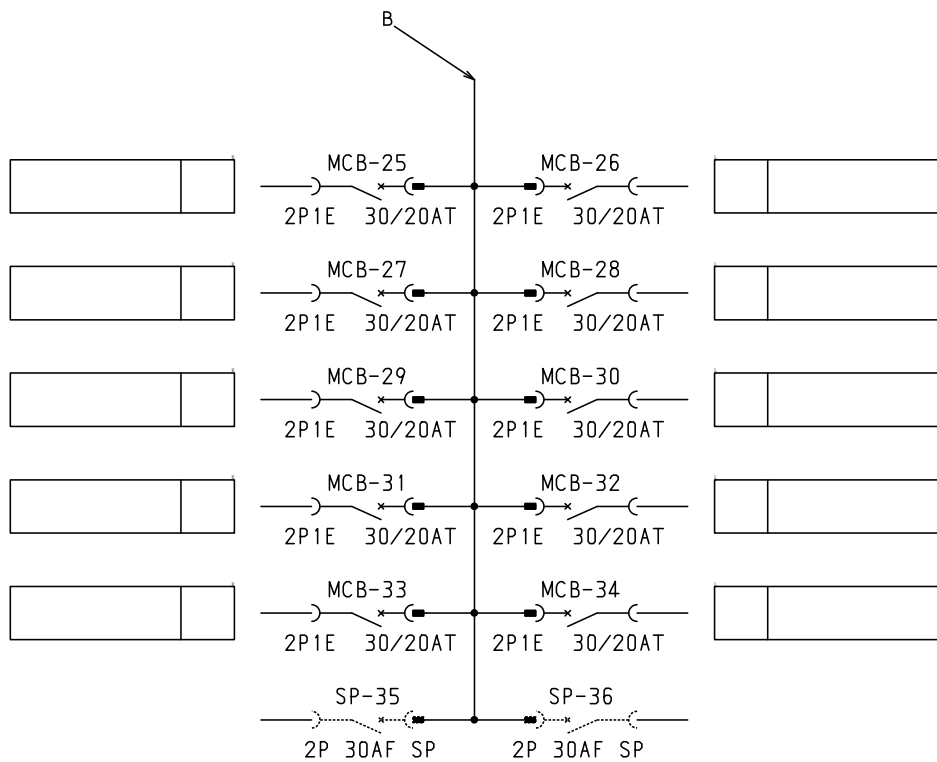 B
MCB-25 MCB-26
2P1E 30/20AT 2P1E 30/20AT
MCB-27 MCB-28
2P1E 30/20AT 2P1E 30/20AT
MCB-29 MCB-30
2P1E 30/20AT 2P1E 30/20AT
MCB-31 MCB-32
2P1E 30/20AT 2P1E 30/20AT
MCB-33 MCB-34
2P1E 30/20AT 2P1E 30/20AT
SP-35 SP-36
2P 30AF SP 2P 30AF SP